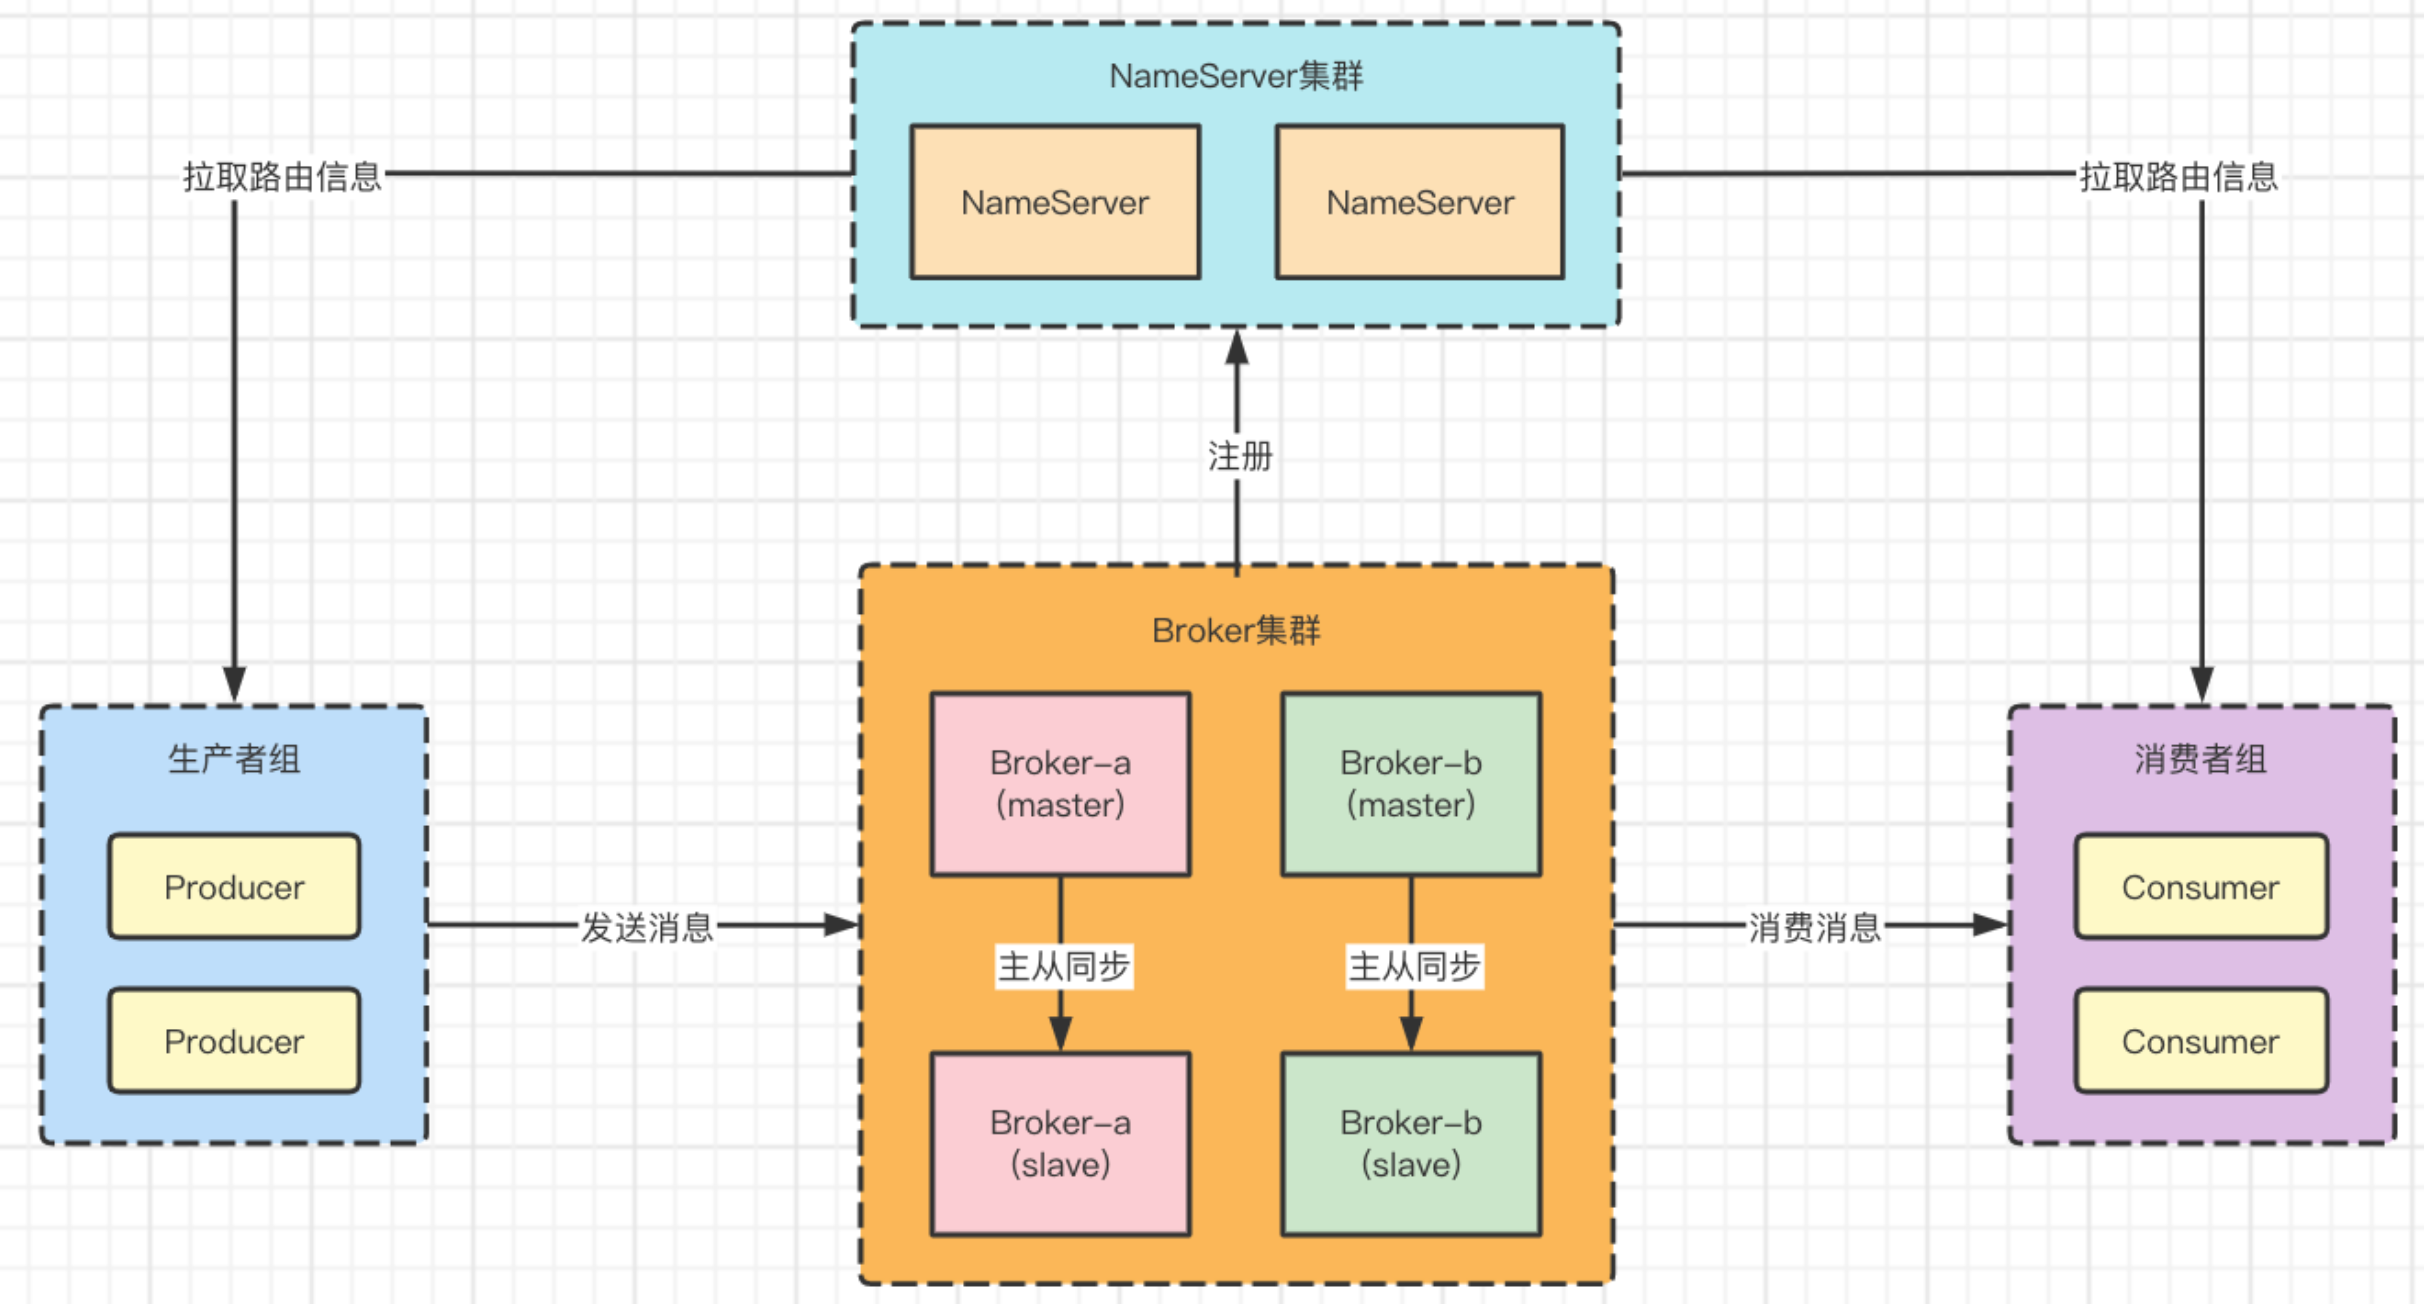 NameServer集群
NameServer
NameServer
拉取路由信息
拉取路由信息
注册
Broker集群
Broker-a
(master)
Broker-b
(master)
主从同步
主从同步
Broker-a
(slave)
Broker-b
(slave)
生产者组
Producer
Producer
发送消息
消费消息
消费者组
Consumer
Consumer